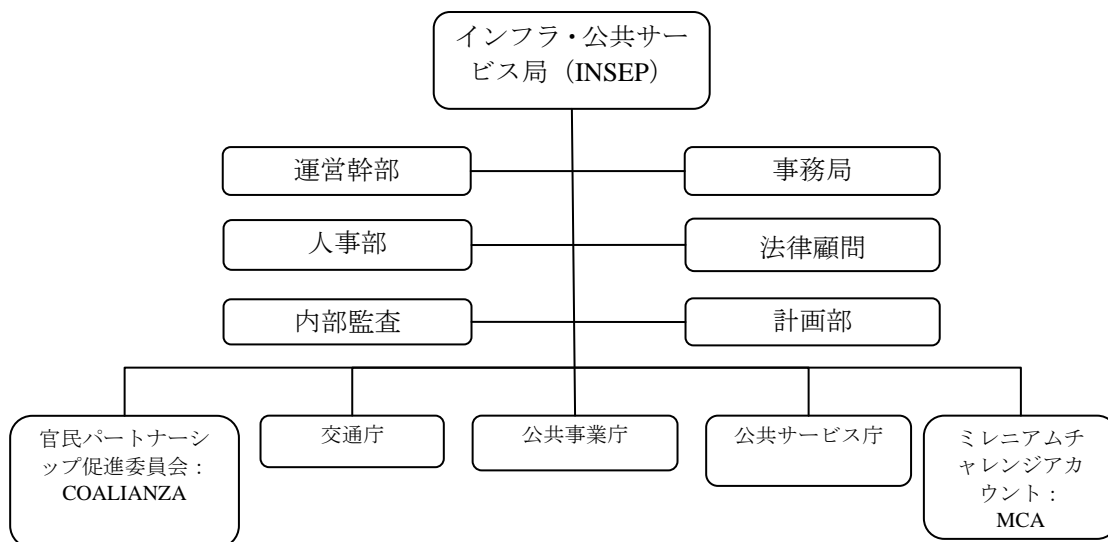 インフラ・公共サー
ビス局（INSEP）
運営幹部
事務局
人事部
法律顧問
内部監査
計画部
官民パートナーシ
ップ促進委員会：
COALIANZA
交通庁
公共事業庁
公共サービス庁
ミレニアムチ
ャレンジアカ
ウント：
MCA